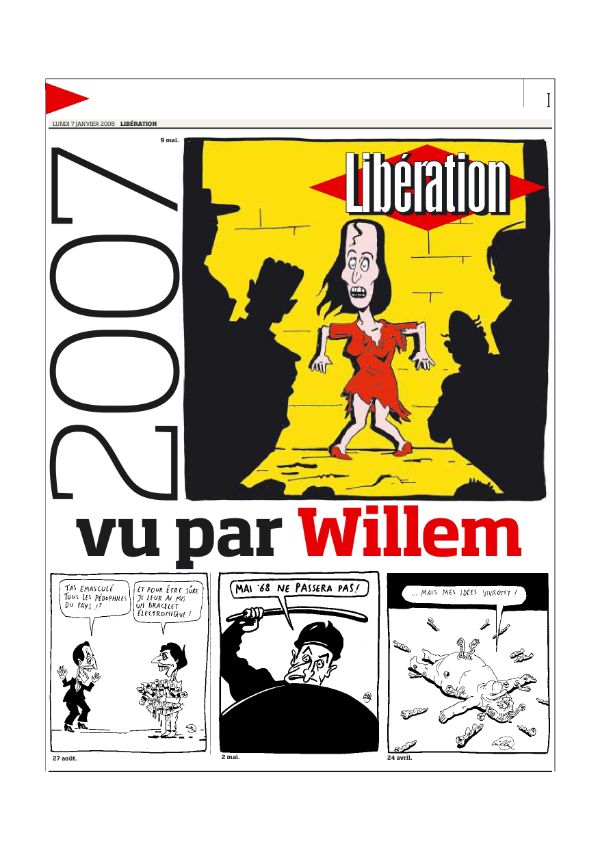 LUNDI 7 JANVIER 2008 LIBÉRATION
I
9 mai.
2007
Libération
vu par Willem
T'AS EMASCULÉ
TOUS LES PÉDOPHILES
DU PAYS !?
ET POUR ÊTRE SÛRE
JE LEUR AI MIS
UN BRACELET
ÉLECTRONIQUE !
MAI '68 NE PASSERA PAS !
... MAIS MES IDÉES VIVRONT !
27 août.
2 mai.
24 avril.